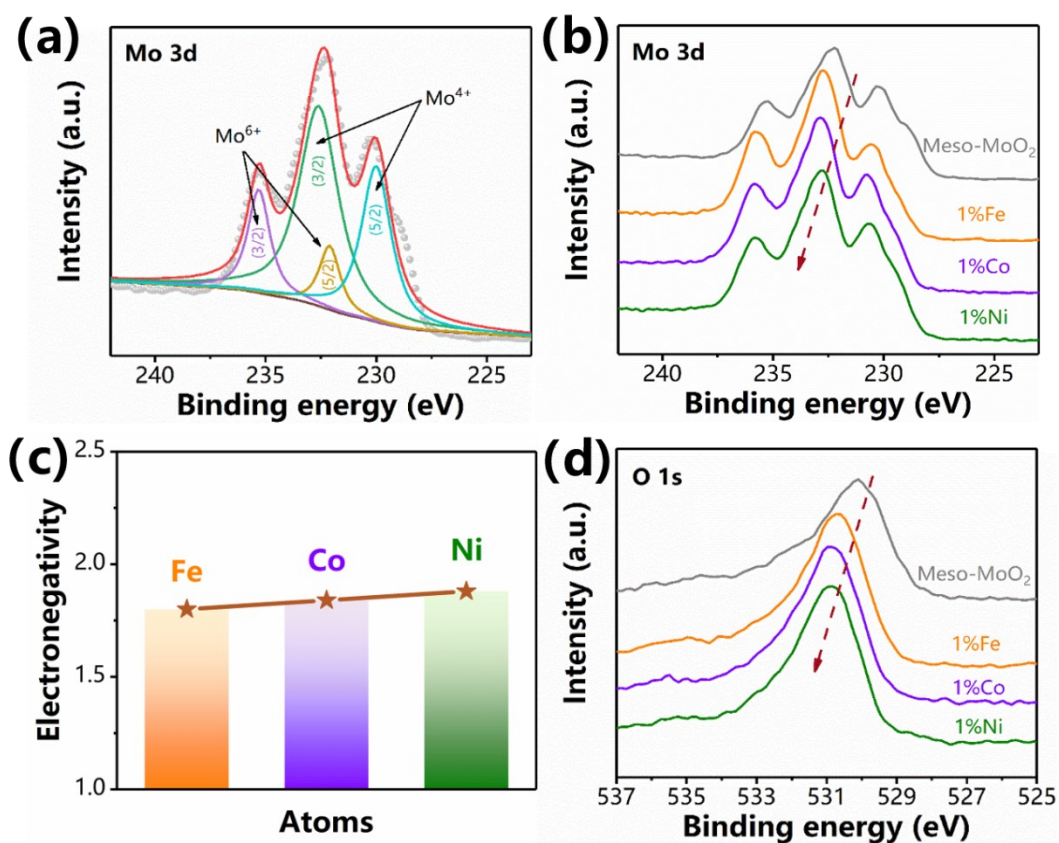 (a)
Mo 3d
Mo⁶⁺
Mo⁴⁺
(3/2)
(3/2)
(5/2)
(5/2)
Intensity (a.u.)
240 235 230 225
Binding energy (eV)
(b)
Mo 3d
Meso-MoO₂
1%Fe
1%Co
1%Ni
Intensity (a.u.)
240 235 230 225
Binding energy (eV)
(c)
2.5
2.0
1.5
1.0
Electronegativity
Fe
Co
Ni
Atoms
(d)
O 1s
Meso-MoO₂
1%Fe
1%Co
1%Ni
Intensity (a.u.)
537 535 533 531 529 527 525
Binding energy (eV)